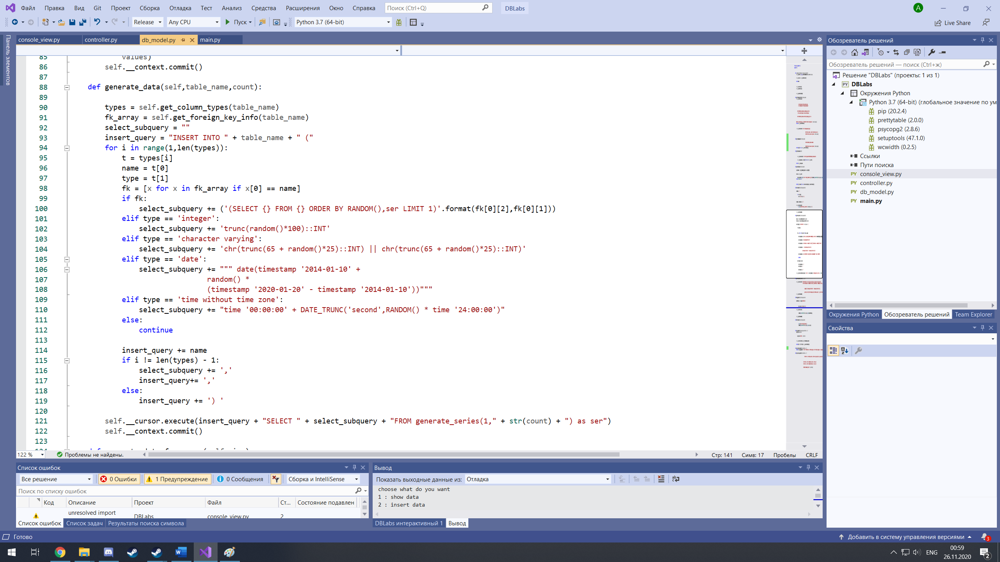 Файл Правка Вид Git Проект Сборка Отладка Тест Анализ Средства Расширения Окно Справка Поиск (Ctrl+Q) DBLabs A
Release Any CPU Пуск Python 3.7 (64-bit) Live Share
Панель элементов
console_view.py controller.py db_model.py main.py
85 values)
86 self.__context.commit()
87
88 def generate_data(self,table_name,count):
89
90 types = self.get_column_types(table_name)
91 fk_array = self.get_foreign_key_info(table_name)
92 select_subquery = ""
93 insert_query = "INSERT INTO " + table_name + " ("
94 for i in range(1,len(types)):
95 t = types[i]
96 name = t[0]
97 type = t[1]
98 fk = [x for x in fk_array if x[0] == name]
99 if fk:
100 select_subquery += ('(SELECT {} FROM {} ORDER BY RANDOM(),ser LIMIT 1)'.format(fk[0][2],fk[0][1]))
101 elif type == 'integer':
102 select_subquery += 'trunc(random()*100)::INT'
103 elif type == 'character varying':
104 select_subquery += 'chr(trunc(65 + random()*25)::INT) || chr(trunc(65 + random()*25)::INT)'
105 elif type == 'date':
106 select_subquery += """ date(timestamp '2014-01-10' +
107 random() *
108 (timestamp '2020-01-20' - timestamp '2014-01-10'))"""
109 elif type == 'time without time zone':
110 select_subquery += "time '00:00:00' + DATE_TRUNC('second',RANDOM() * time '24:00:00')"
111 else:
112 continue
113
114 insert_query += name
115 if i != len(types) - 1:
116 select_subquery += ','
117 insert_query+= ','
118 else:
119 insert_query += ') '
120
121 self.__cursor.execute(insert_query + "SELECT " + select_subquery + "FROM generate_series(1," + str(count) + ") as ser")
122 self.__context.commit()
123
122 % Проблемы не найдены. Стр: 141 Симв: 17 Пробелы CRLF
Список ошибок
Все решение 0 Ошибки 1 Предупреждение 0 Сообщения Сборка и IntelliSense
Поиск по списку ошибок
Код Описание Проект Файл Ст... Состояние подавлен
unresolved import
DBLabs console_view.py 2
Список ошибок Список задач Результаты поиска символа
Вывод
Показать выходные данные из: Отладка
choose what do you want
1 : show data
2 : insert data
DBLabs интерактивный 1 Вывод
Обозреватель решений
Обозреватель решений — поиск (Ctrl+ж)
Решение "DBLabs" (проекты: 1 из 1)
DBLabs
Окружения Python
Python 3.7 (64-bit) (глобальное значение по ум
pip (20.2.4)
prettytable (2.0.0)
psycopg2 (2.8.6)
setuptools (47.1.0)
wcwidth (0.2.5)
Ссылки
Пути поиска
PY console_view.py
PY controller.py
PY db_model.py
PY main.py
Окружения Python Обозреватель решений Team Explorer
Свойства
Готово Добавить в систему управления версиями 3
ENG 00:59
26.11.2020 2